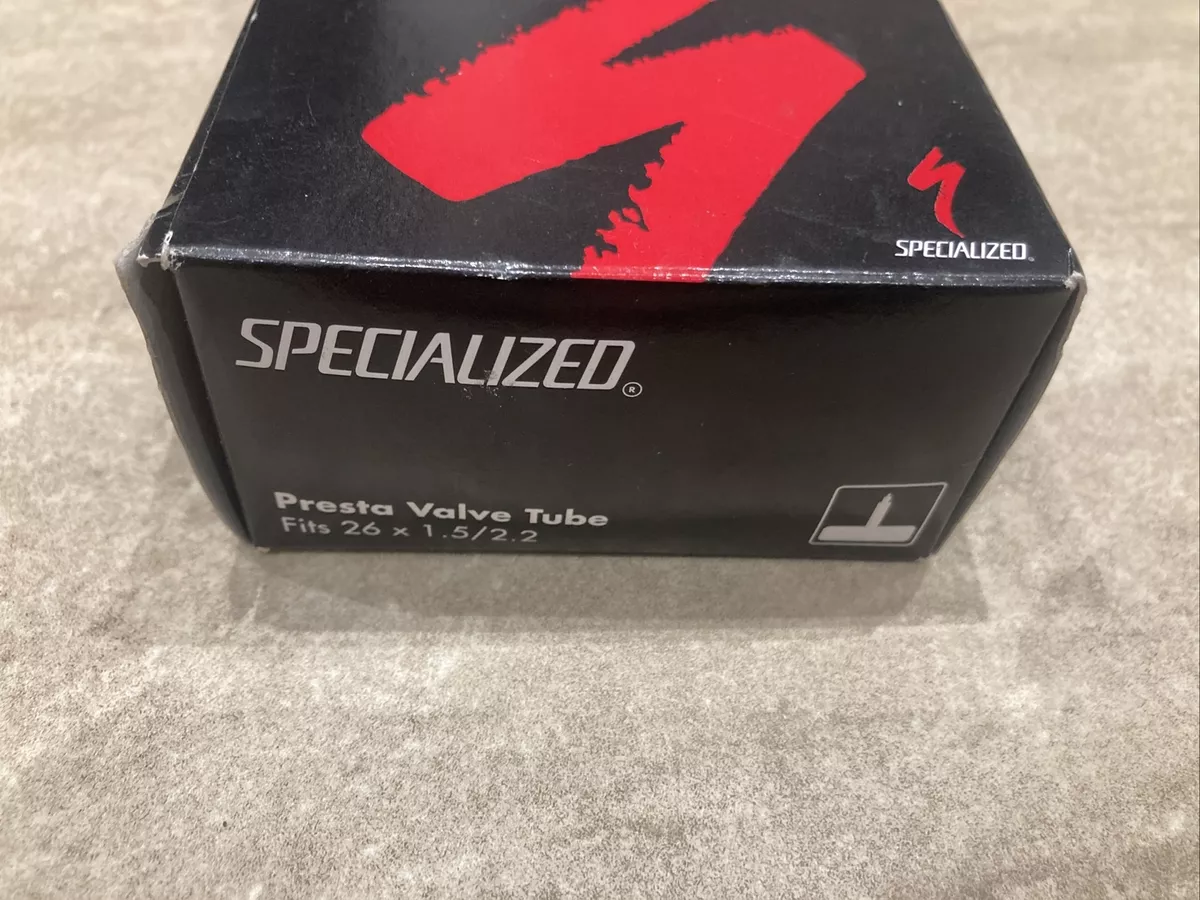 SPECIALIZED
SPECIALIZED®
Presta Valve Tube
Fits 26 x 1.5/2.2